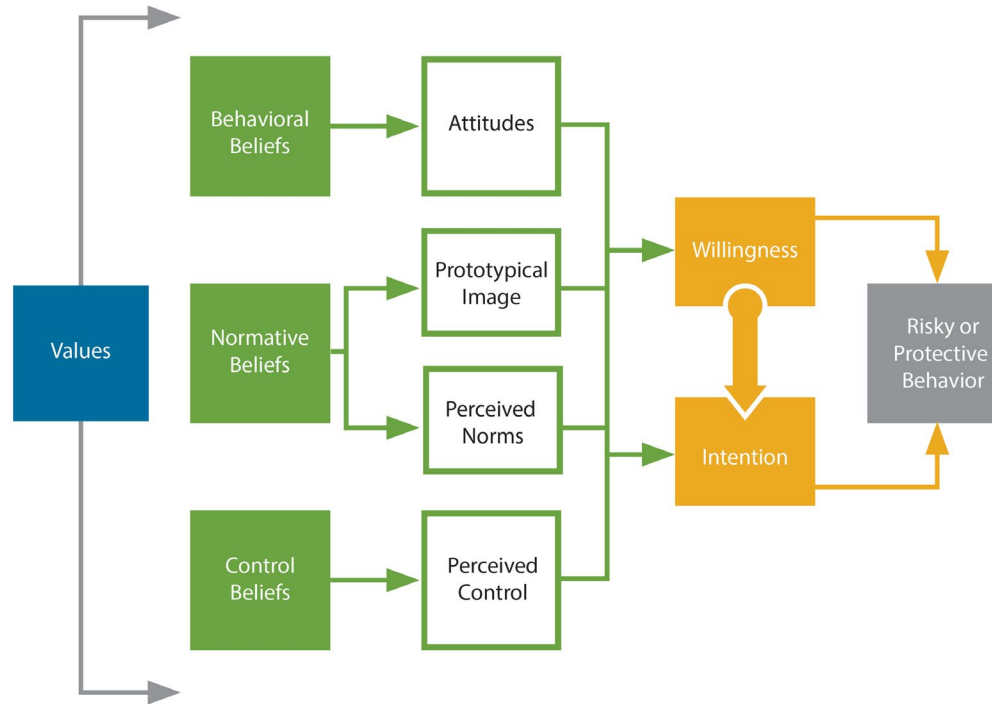 Values
Behavioral
Beliefs
Attitudes
Normative
Beliefs
Prototypical
Image
Perceived
Norms
Control
Beliefs
Perceived
Control
Willingness
Intention
Risky or
Protective
Behavior